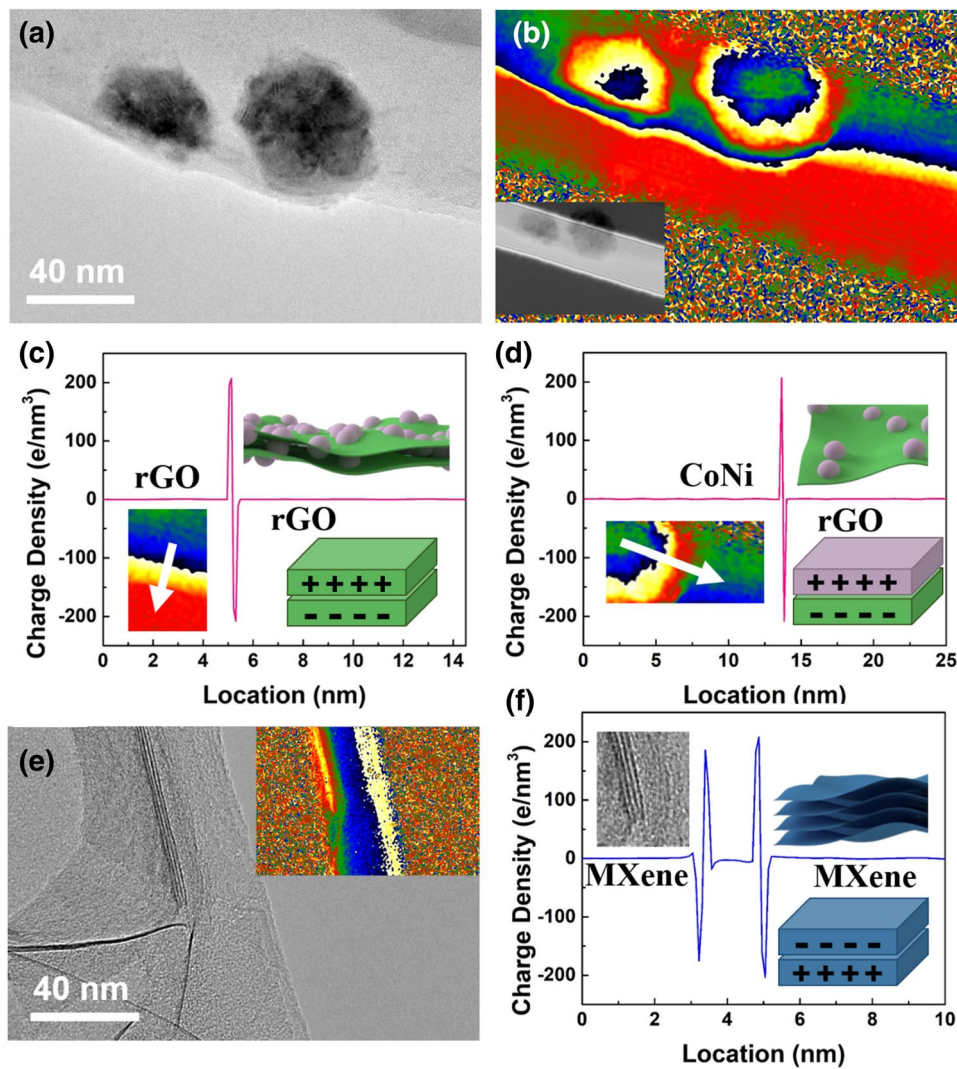 (a)
40 nm
(b)
(c)
Charge Density (e/nm³)
200
100
0
-100
-200
rGO
rGO
+ + + +
- - - -
0 2 4 6 8 10 12 14
Location (nm)
(d)
Charge Density (e/nm³)
200
100
0
-100
-200
CoNi
rGO
+ + + +
- - - -
0 5 10 15 20 25
Location (nm)
(e)
40 nm
(f)
Charge Density (e/nm³)
200
100
0
-100
-200
MXene
MXene
- - - -
+ + + +
0 2 4 6 8 10
Location (nm)